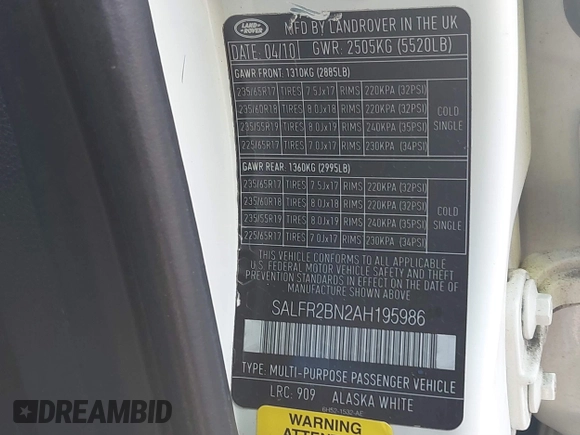 LAND ROVER
MFD BY LANDROVER IN THE UK
DATE: 04/10 GWR: 2505KG (5520LB)
GAWR FRONT: 1310KG (2885LB)
235/65R17 TIRES 7.5Jx17 RIMS 220KPA (32PSI)
235/60R18 TIRES 8.0Jx18 RIMS 220KPA (32PSI)
235/55R19 TIRES 8.0Jx19 RIMS 240KPA (35PSI)
225/65R17 TIRES 7.0Jx17 RIMS 230KPA (34PSI)
COLD
SINGLE
GAWR REAR: 1360KG (2995LB)
235/65R17 TIRES 7.5Jx17 RIMS 220KPA (32PSI)
235/60R18 TIRES 8.0Jx18 RIMS 220KPA (32PSI)
235/55R19 TIRES 8.0Jx19 RIMS 240KPA (35PSI)
225/65R17 TIRES 7.0Jx17 RIMS 230KPA (34PSI)
COLD
SINGLE
THIS VEHICLE CONFORMS TO ALL APPLICABLE
U.S. FEDERAL MOTOR VEHICLE SAFETY AND THEFT
PREVENTION STANDARDS IN EFFECT ON THE DATE OF
MANUFACTURE SHOWN ABOVE.
SALFR2BN2AH195986
TYPE: MULTI-PURPOSE PASSENGER VEHICLE
LRC: 909 ALASKA WHITE
6H52-1532-AE
WARNING
DREAMBID